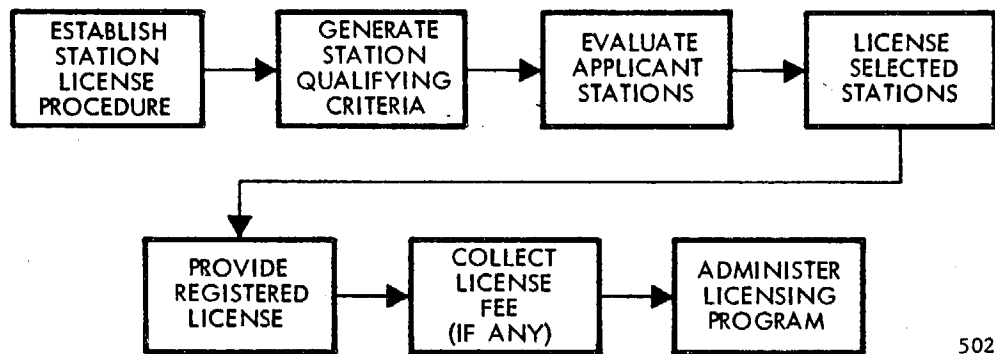 ESTABLISH
STATION
LICENSE
PROCEDURE
GENERATE
STATION
QUALIFYING
CRITERIA
EVALUATE
APPLICANT
STATIONS
LICENSE
SELECTED
STATIONS
PROVIDE
REGISTERED
LICENSE
COLLECT
LICENSE
FEE
(IF ANY)
ADMINISTER
LICENSING
PROGRAM
502